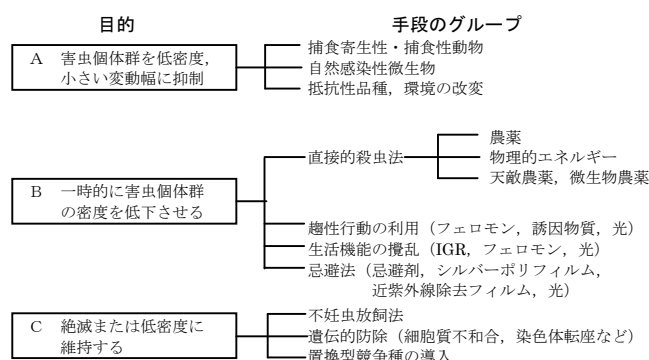 目的
手段のグループ
A 害虫個体群を低密度，
小さい変動幅に抑制
捕食寄生性・捕食性動物
自然感染性微生物
抵抗性品種，環境の改変
B 一時的に害虫個体群
の密度を低下させる
直接的殺虫法
農薬
物理的エネルギー
天敵農薬，微生物農薬
趨性行動の利用（フェロモン，誘因物質，光）
生活機能の攪乱（IGR，フェロモン，光）
忌避法（忌避剤，シルバーポリフィルム，
近紫外線除去フィルム，光）
C 絶滅または低密度に
維持する
不妊虫放飼法
遺伝的防除（細胞質不和合，染色体転座など）
置換型競争種の導入